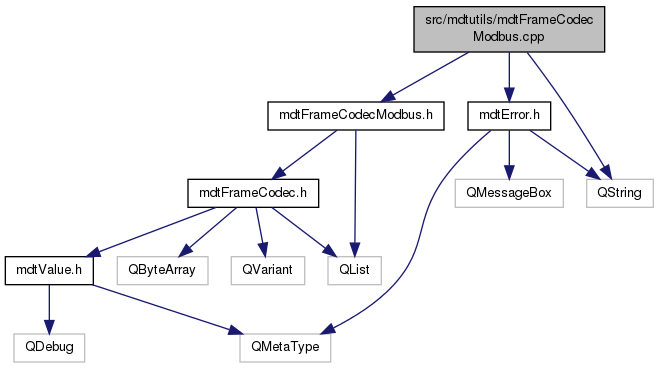 src/mdtutils/mdtFrameCodec
Modbus.cpp
mdtFrameCodecModbus.h
mdtError.h
mdtFrameCodec.h
QMessageBox
QString
mdtValue.h
QByteArray
QVariant
QList
QDebug
QMetaType